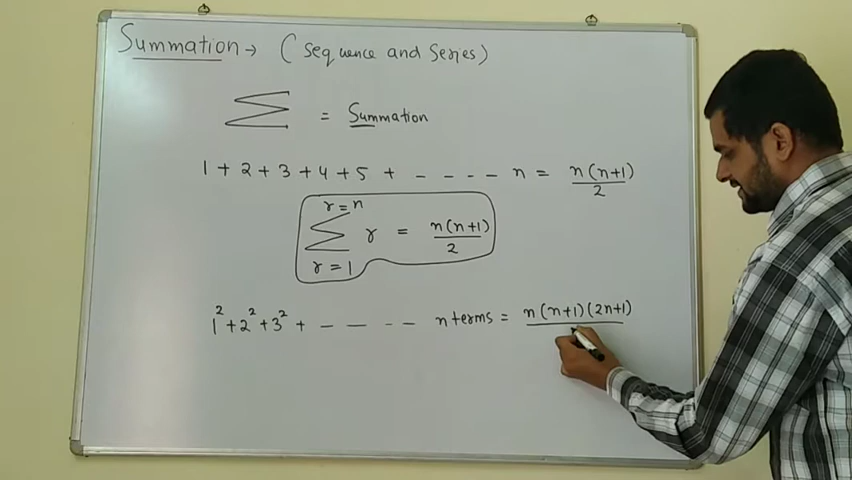 Summation → (Sequence and Series)
∑ = Summation
1 + 2 + 3 + 4 + 5 + - - - - - n = n(n+1)/2
r = n
∑ r = n(n+1)/2
r = 1
1² + 2² + 3² + - - - - n terms = n(n+1)(2n+1)